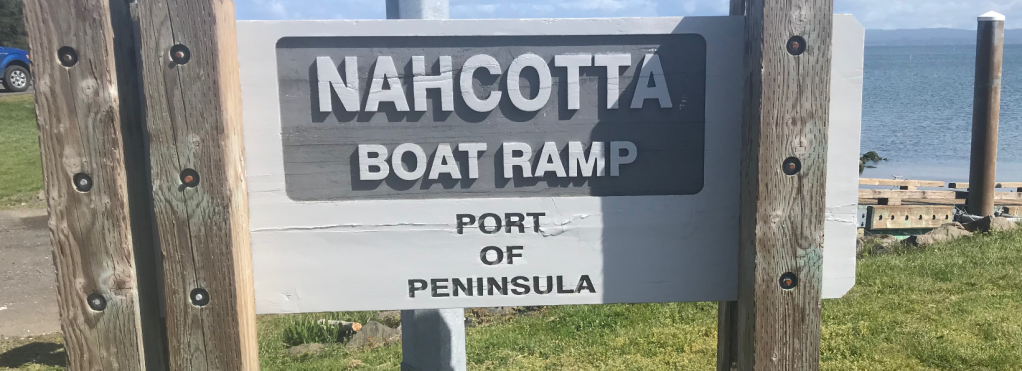 NAHCOTTA
BOAT RAMP
PORT
OF
PENINSULA